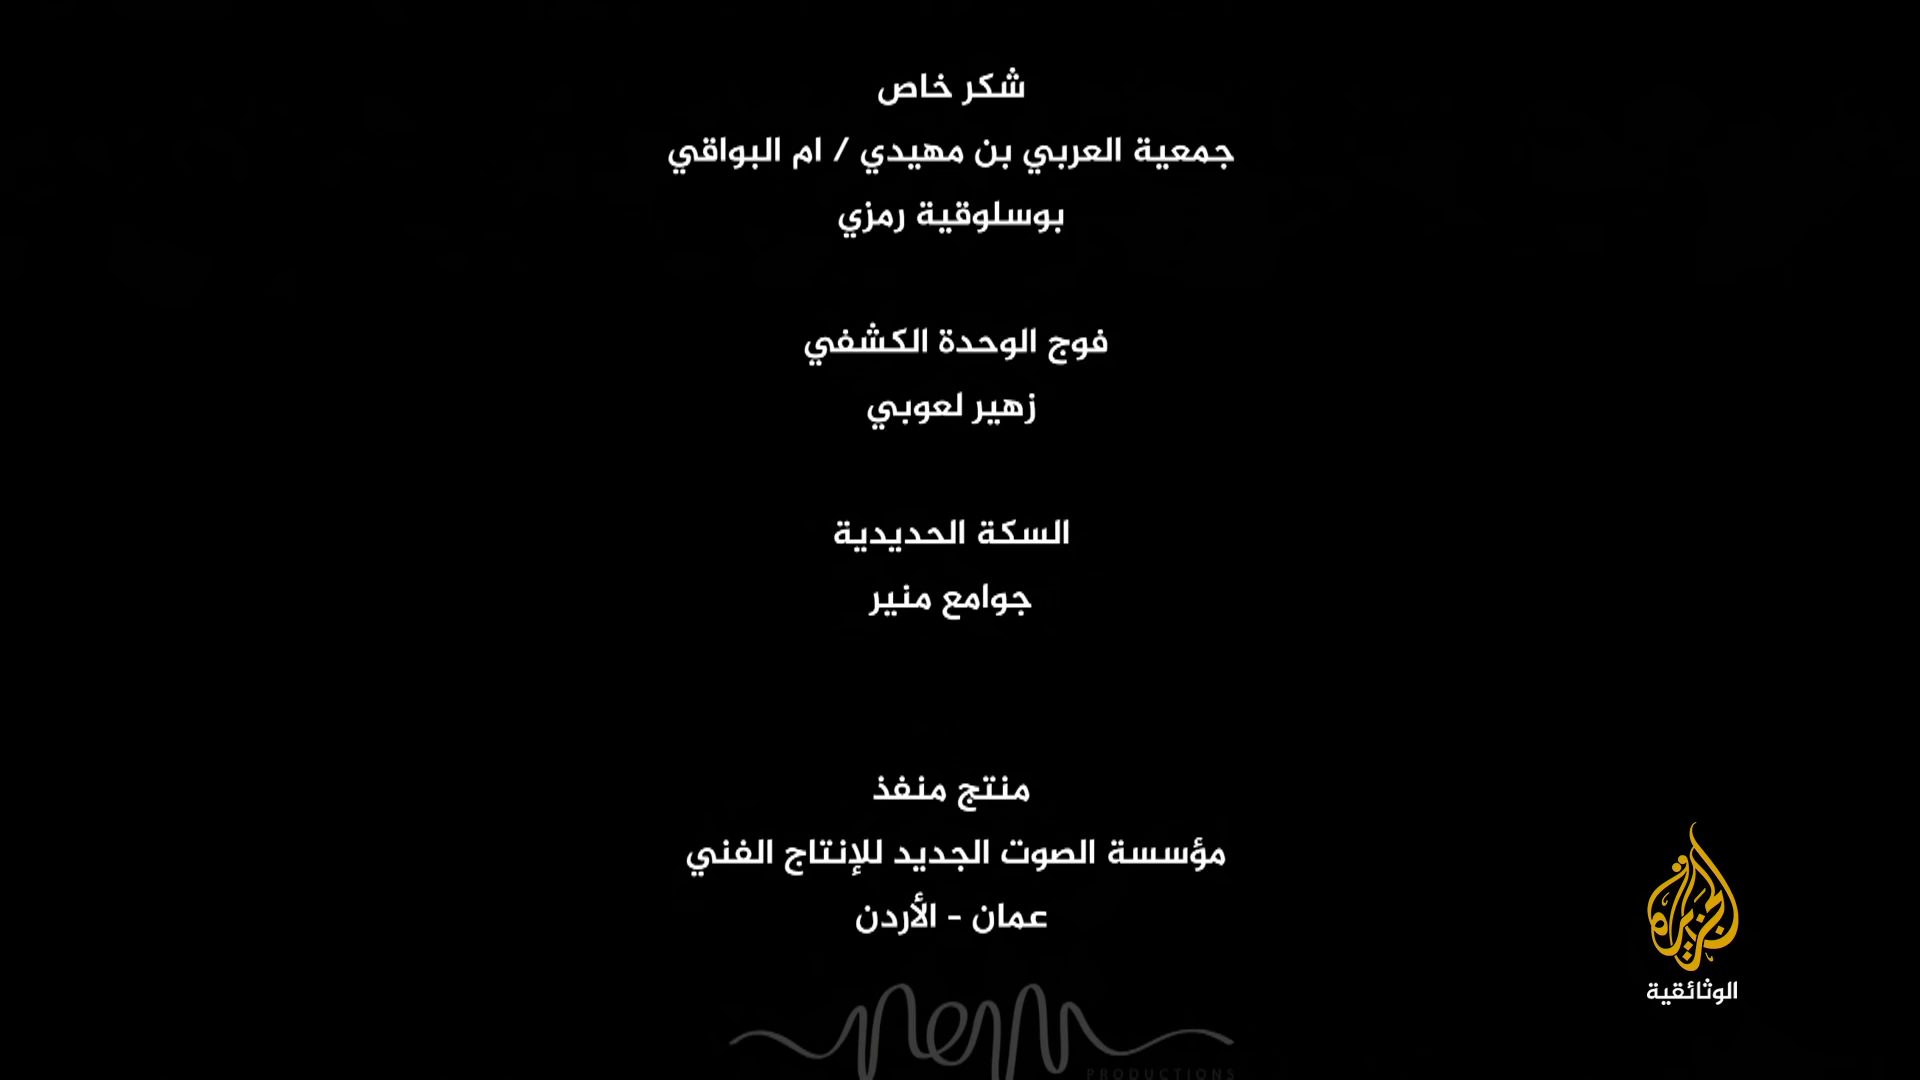 شكر خاص
جمعية العربي بن مهيدي / ام البواقي
بوسلوقية رمزي
فوج الوحدة الكشفي
زهير لعوبي
السكة الحديدية
جوامع منير
منتج منفذ
مؤسسة الصوت الجديد للإنتاج الفني
عمان - الأردن
الجزيرة
الوثائقية
new
PRODUCTIONS